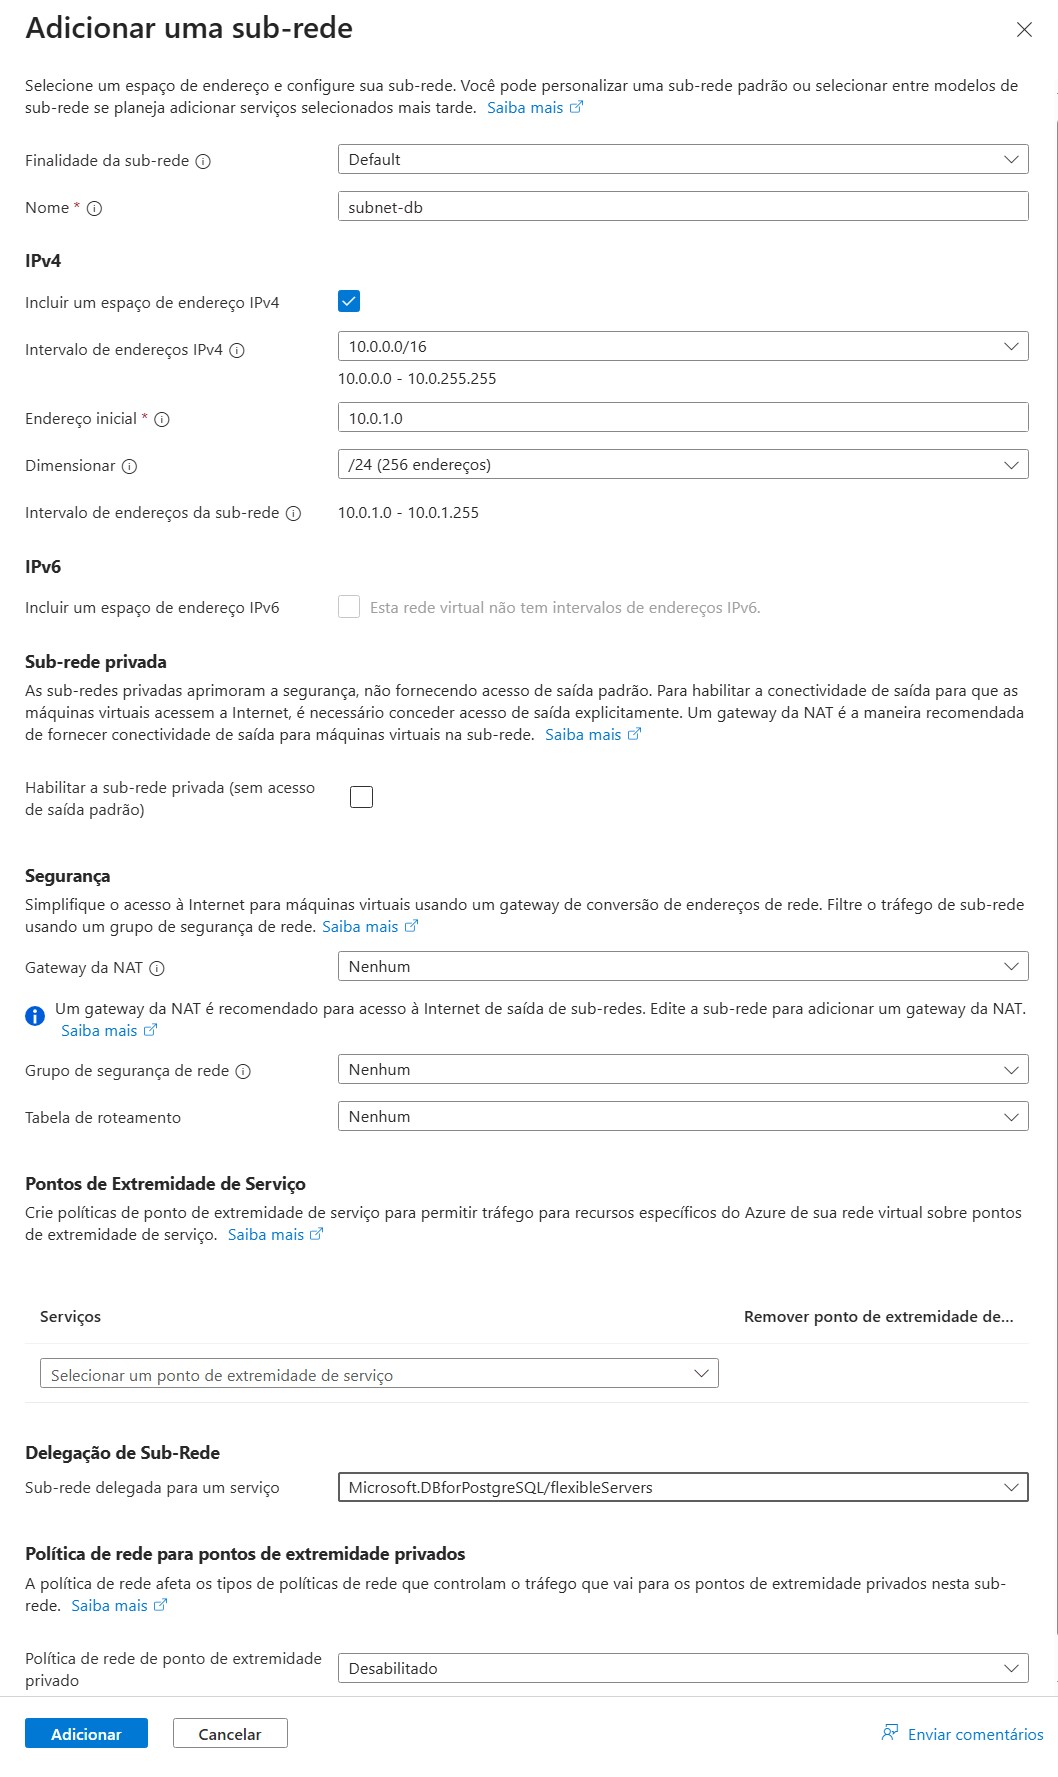 Adicionar uma sub-rede
Selecione um espaço de endereço e configure sua sub-rede. Você pode personalizar uma sub-rede padrão ou selecionar entre modelos de
sub-rede se planeja adicionar serviços selecionados mais tarde. Saiba mais
Finalidade da sub-rede
Default
Nome *
subnet-db
IPv4
Incluir um espaço de endereço IPv4
Intervalo de endereços IPv4
10.0.0.0/16
10.0.0.0 - 10.0.255.255
Endereço inicial *
10.0.1.0
Dimensionar
/24 (256 endereços)
Intervalo de endereços da sub-rede
10.0.1.0 - 10.0.1.255
IPv6
Incluir um espaço de endereço IPv6
Esta rede virtual não tem intervalos de endereços IPv6.
Sub-rede privada
As sub-redes privadas aprimoram a segurança, não fornecendo acesso de saída padrão. Para habilitar a conectividade de saída para que as
máquinas virtuais acessem a Internet, é necessário conceder acesso de saída explicitamente. Um gateway da NAT é a maneira recomendada
de fornecer conectividade de saída para máquinas virtuais na sub-rede. Saiba mais
Habilitar a sub-rede privada (sem acesso
de saída padrão)
Segurança
Simplifique o acesso à Internet para máquinas virtuais usando um gateway de conversão de endereços de rede. Filtre o tráfego de sub-rede
usando um grupo de segurança de rede. Saiba mais
Gateway da NAT
Nenhum
Um gateway da NAT é recomendado para acesso à Internet de saída de sub-redes. Edite a sub-rede para adicionar um gateway da NAT.
Saiba mais
Grupo de segurança de rede
Nenhum
Tabela de roteamento
Nenhum
Pontos de Extremidade de Serviço
Crie políticas de ponto de extremidade de serviço para permitir tráfego para recursos específicos do Azure de sua rede virtual sobre pontos
de extremidade de serviço. Saiba mais
Serviços
Remover ponto de extremidade de...
Selecionar um ponto de extremidade de serviço
Delegação de Sub-Rede
Sub-rede delegada para um serviço
Microsoft.DBforPostgreSQL/flexibleServers
Política de rede para pontos de extremidade privados
A política de rede afeta os tipos de políticas de rede que controlam o tráfego que vai para os pontos de extremidade privados nesta sub-
rede. Saiba mais
Política de rede de ponto de extremidade
privado
Desabilitado
Adicionar
Cancelar
Enviar comentários